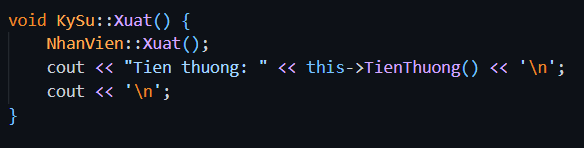 void KySu::Xuat() {
    NhanVien::Xuat();
    cout << "Tien thuong: " << this->TienThuong() << '\n';
    cout << '\n';
}